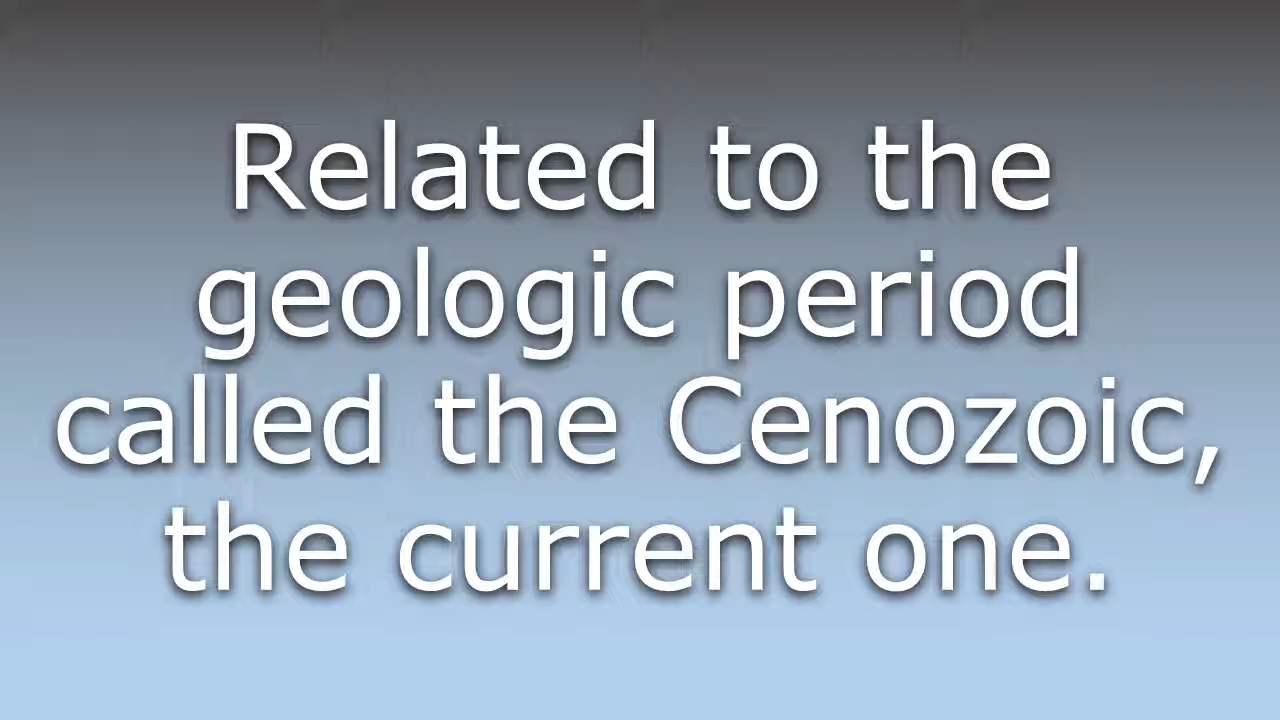 Related to the
geologic period
called the Cenozoic,
the current one.